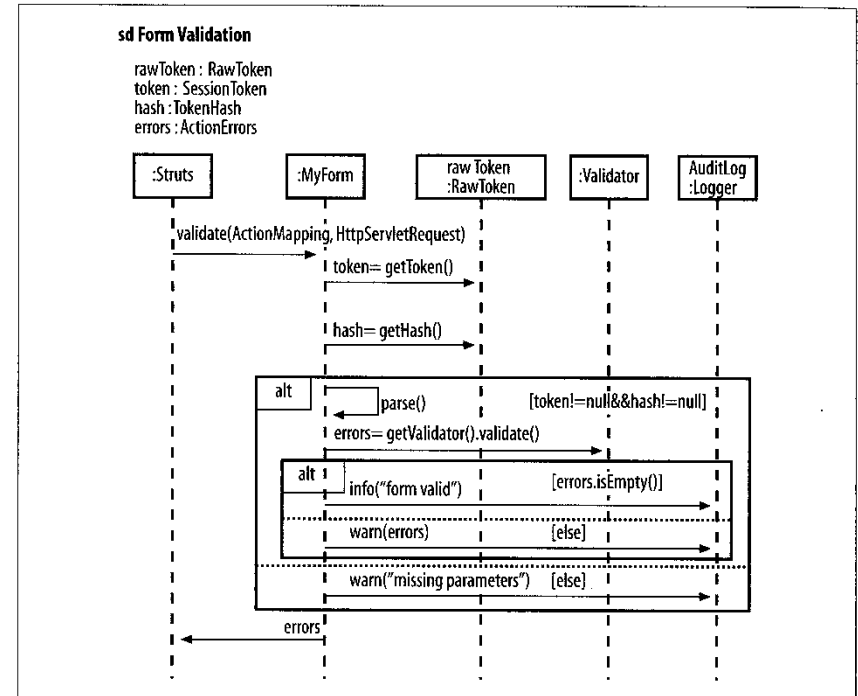 sd Form Validation
rawToken : RawToken
token : SessionToken
hash : TokenHash
errors : ActionErrors
:Struts
:MyForm
raw Token
:RawToken
:Validator
AuditLog
:Logger
validate(ActionMapping, HttpServletRequest)
token= getToken()
hash= getHash()
alt
parse()
[token!=null&&hash!=null]
errors= getValidator().validate()
alt
info("form valid")
[errors.isEmpty()]
warn(errors)
[else]
warn("missing parameters")
[else]
errors